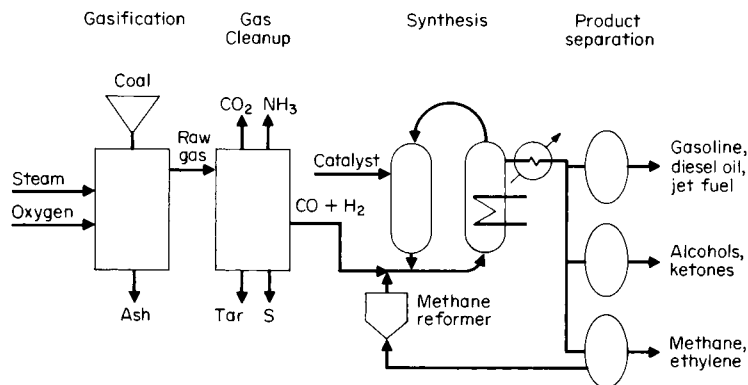 Gasification
Gas
Cleanup
Synthesis
Product
separation
Coal
CO2 NH3
Raw
gas
Catalyst
Steam
Oxygen
CO + H2
Gasoline,
diesel oil,
jet fuel
Alcohols,
ketones
Ash
Tar S
Methane
reformer
Methane,
ethylene